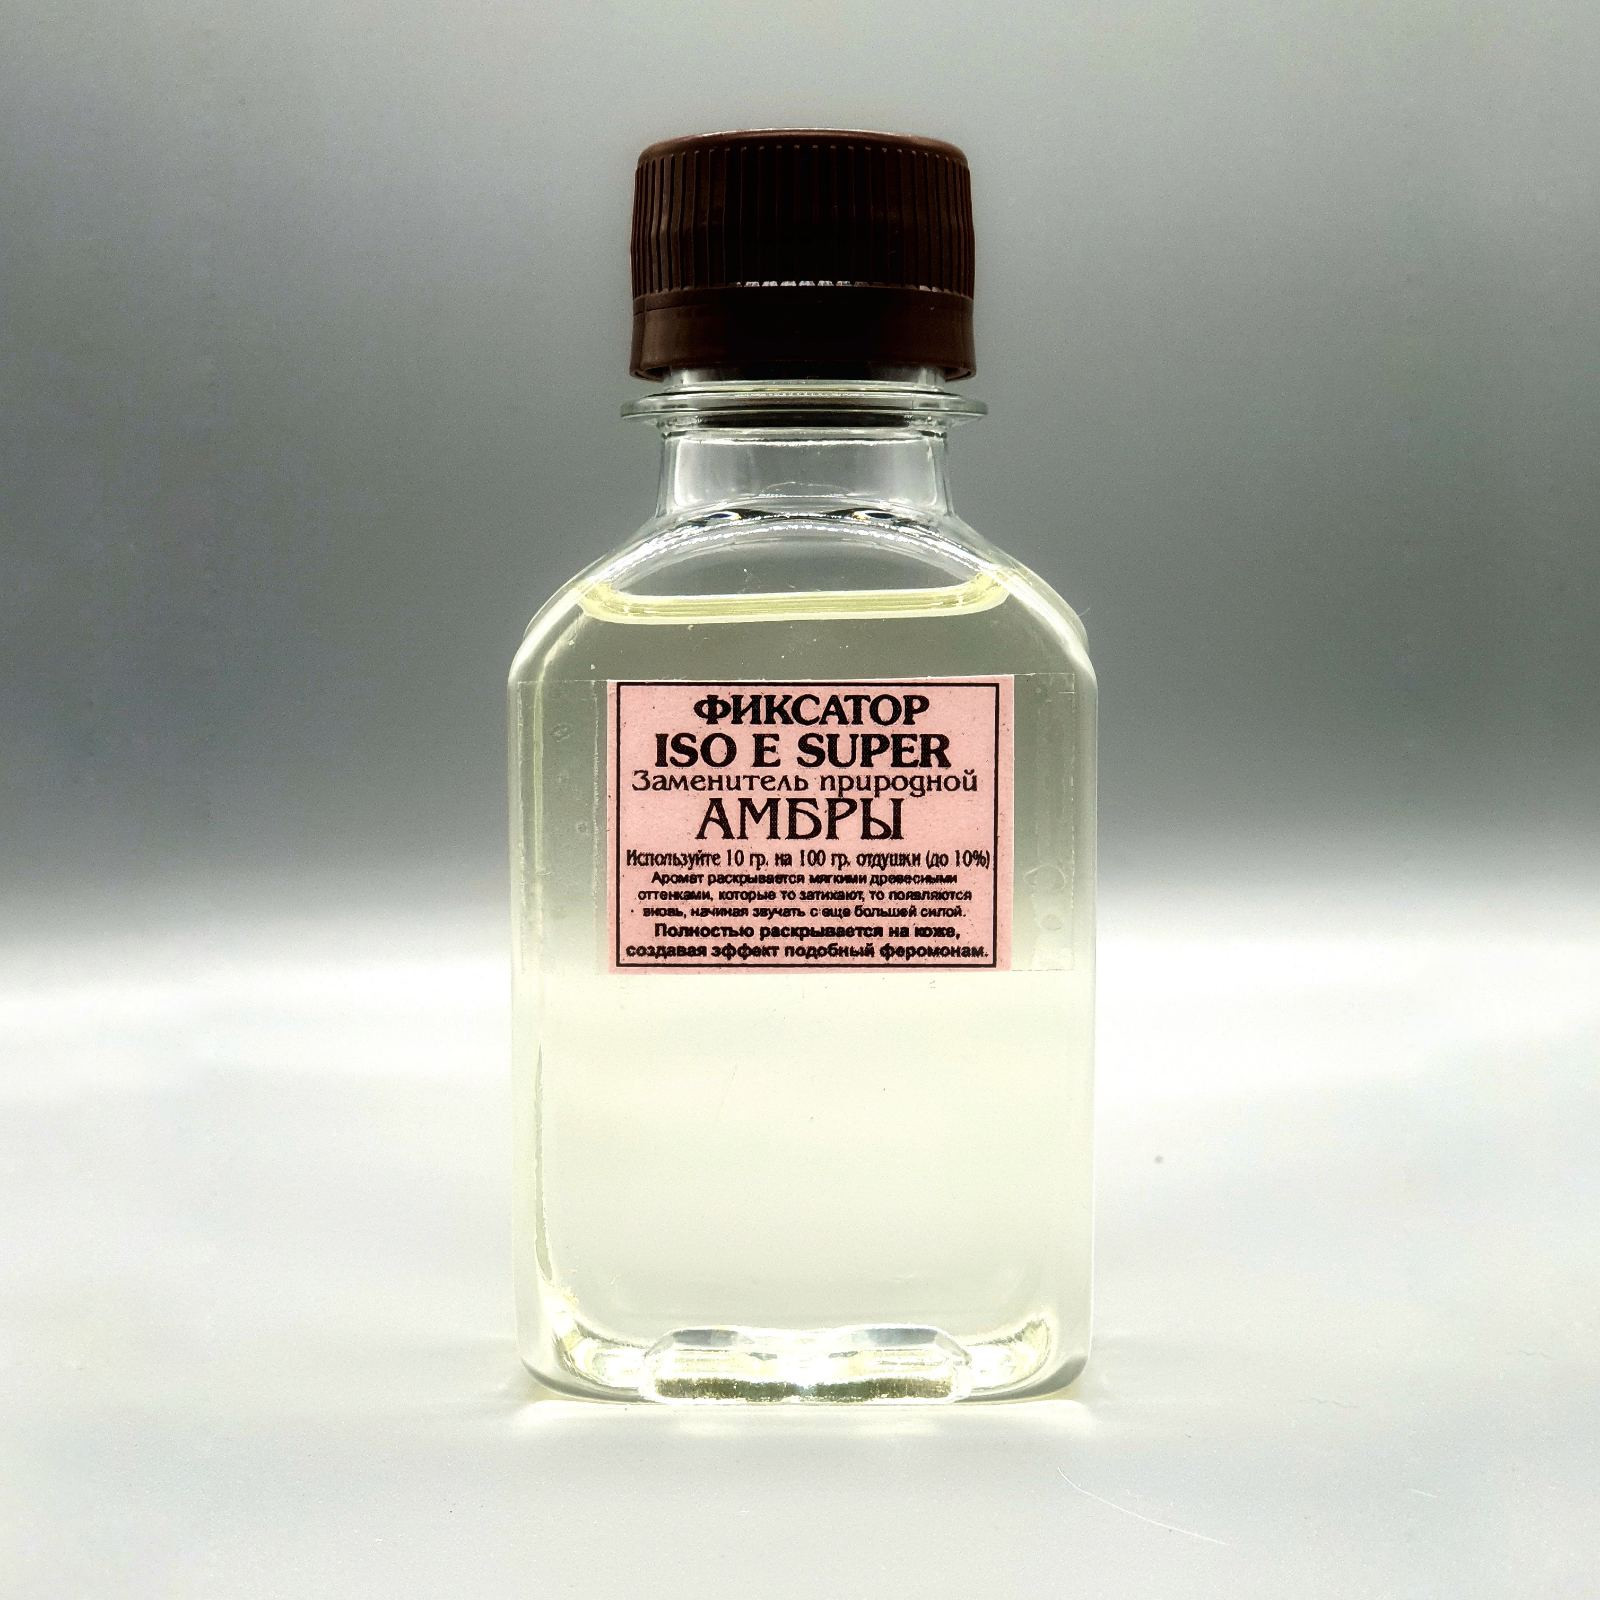 ФИКСАТОР
ISO E SUPER
Заменитель природной
АМБРЫ
Используйте 10 гр. на 100 гр. отдушки (до 10%)
Аромат раскрывается мягкими древесными
оттенками, которые то затихают, то появляются
вновь, начиная звучать с еще большей силой.
Полностью раскрывается на коже,
создавая эффект подобный феромонам.